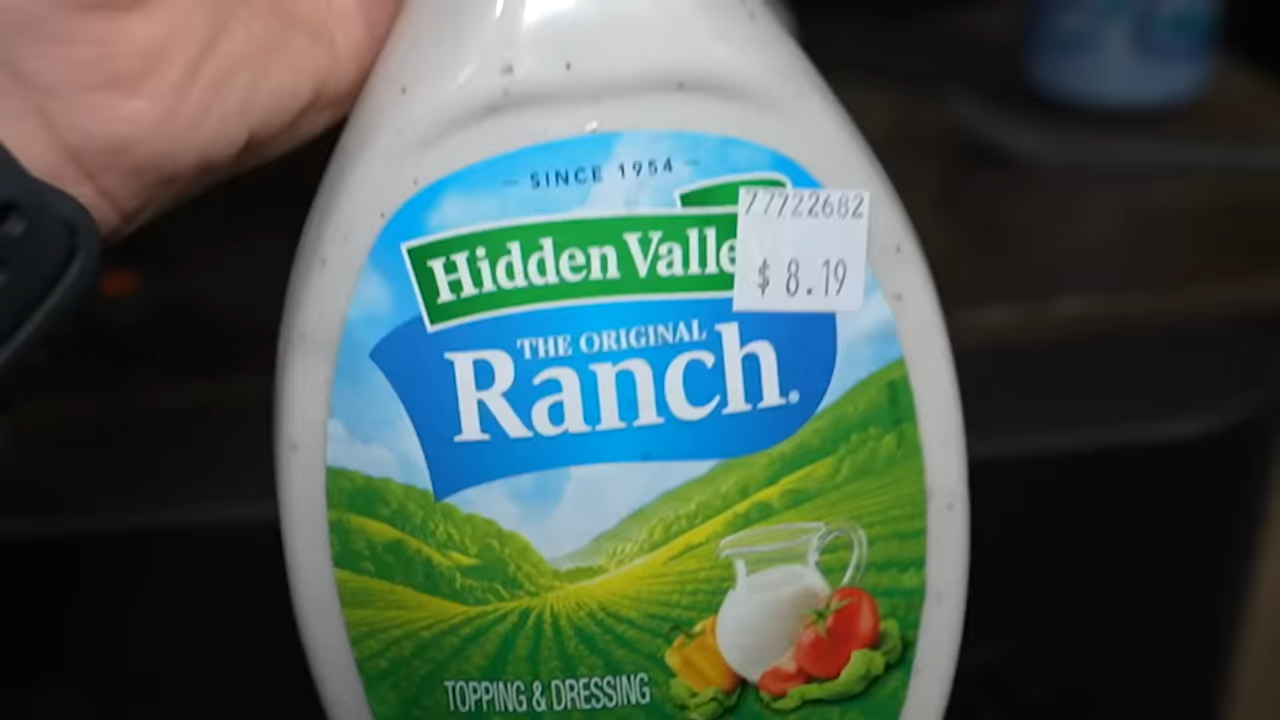 — SINCE 1954 —
77722682
Hidden Valle
$ 8.19
THE ORIGINAL
Ranch.
TOPPING & DRESSING